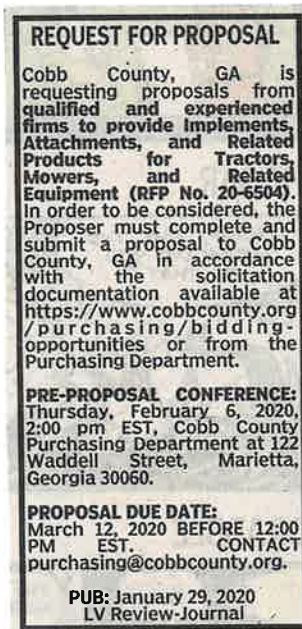 REQUEST FOR PROPOSAL
Cobb County, GA is
requesting proposals from
qualified and experienced
firms to provide Implements,
Attachments, and Related
Products for Tractors,
Mowers, and Related
Equipment (RFP No. 20-6504).
In order to be considered, the
Proposer must complete and
submit a proposal to Cobb
County, GA in accordance
with the solicitation
documentation available at
https://www.cobbcounty.org
/purchasing/bidding-
opportunities or from the
Purchasing Department.
PRE-PROPOSAL CONFERENCE:
Thursday, February 6, 2020,
2:00 pm EST, Cobb County
Purchasing Department at 122
Waddell Street, Marietta,
Georgia 30060.
PROPOSAL DUE DATE:
March 12, 2020 BEFORE 12:00
PM EST. CONTACT
purchasing@cobbcounty.org.
PUB: January 29, 2020
LV Review-Journal